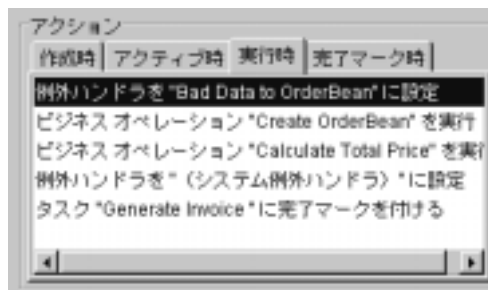 アクション
作成時 アクティブ時 実行時 完了マーク時
例外ハンドラを "Bad Data to OrderBean" に設定
ビジネス オペレーション "Create OrderBean" を実行
ビジネス オペレーション "Calculate Total Price" を実行
例外ハンドラを "（システム例外ハンドラ）" に設定
タスク "Generate Invoice " に完了マークを付ける